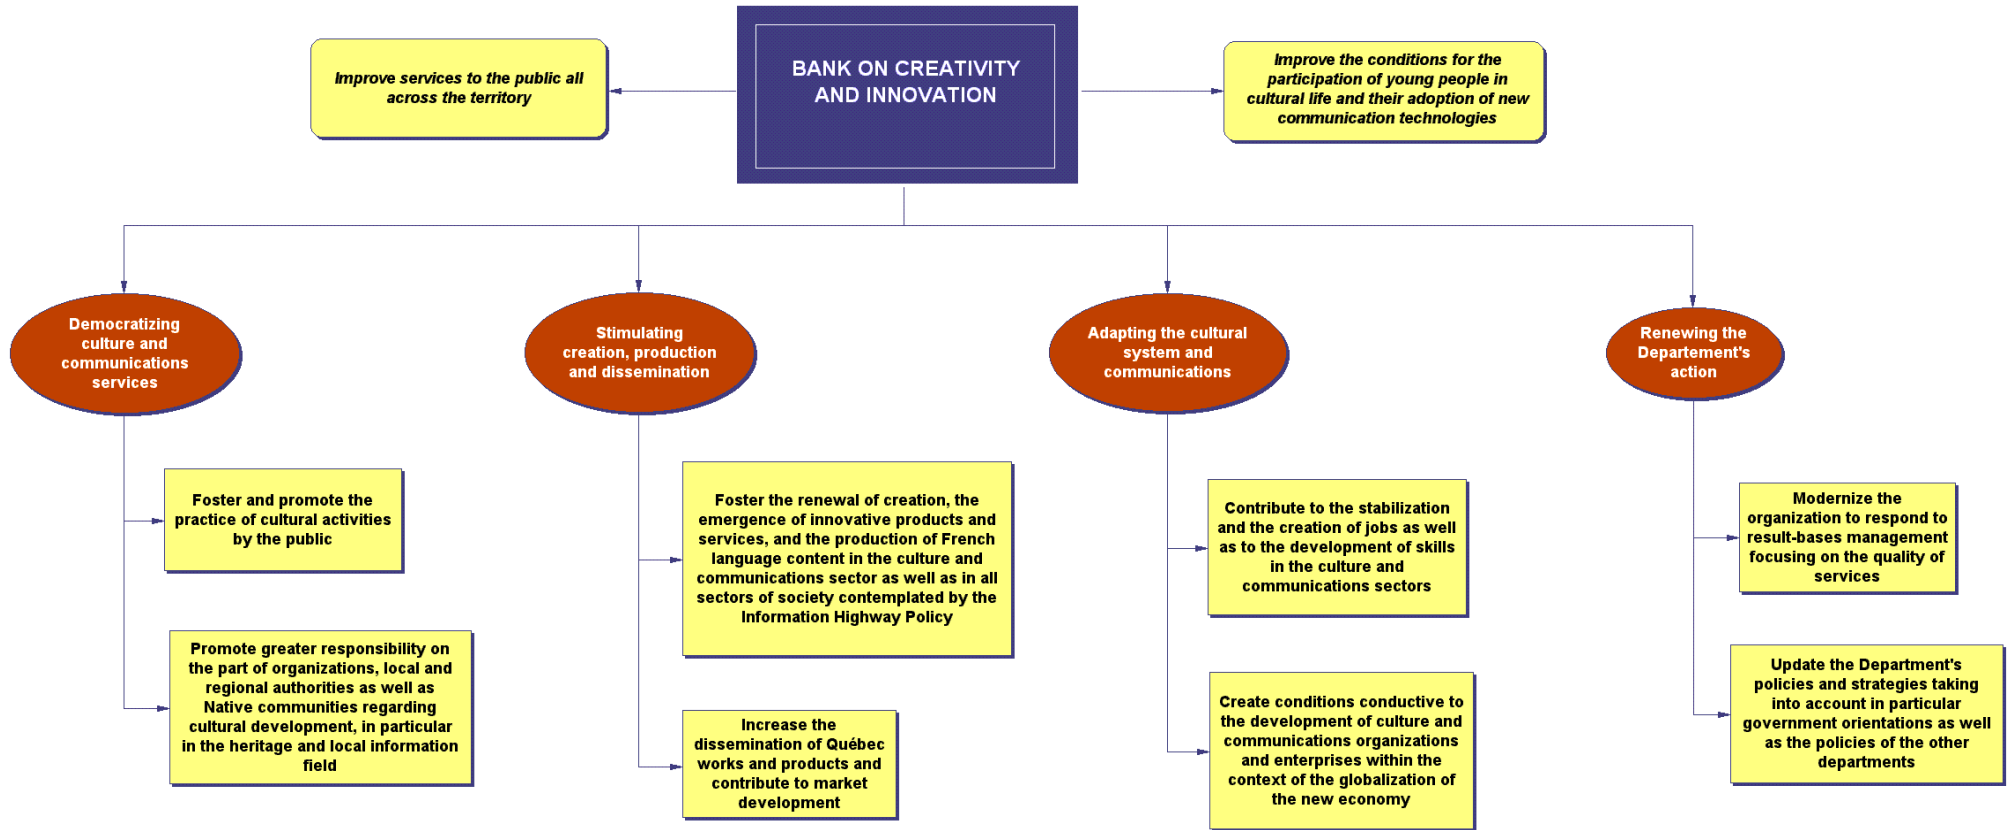 BANK ON CREATIVITY
AND INNOVATION
Improve services to the public all
across the territory
Improve the conditions for the
participation of young people in
cultural life and their adoption of new
communication technologies
Democratizing
culture and
communications
services
Stimulating
creation, production
and dissemination
Adapting the cultural
system and
communications
Renewing the
Departement's
action
Foster and promote the
practice of cultural activities
by the public
Promote greater responsibility on
the part of organizations, local and
regional authorities as well as
Native communities regarding
cultural development, in particular
in the heritage and local information
field
Foster the renewal of creation, the
emergence of innovative products and
services, and the production of French
language content in the culture and
communications sector as well as in all
sectors of society contemplated by the
Information Highway Policy
Increase the
dissemination of Québec
works and products and
contribute to market
development
Contribute to the stabilization
and the creation of jobs as well
as to the development of skills
in the culture and
communications sectors
Create conditions conductive to
the development of culture and
communications organizations
and enterprises within the
context of the globalization of
the new economy
Modernize the
organization to respond to
result-bases management
focusing on the quality of
services
Update the Department's
policies and strategies taking
into account in particular
government orientations as well
as the policies of the other
departments